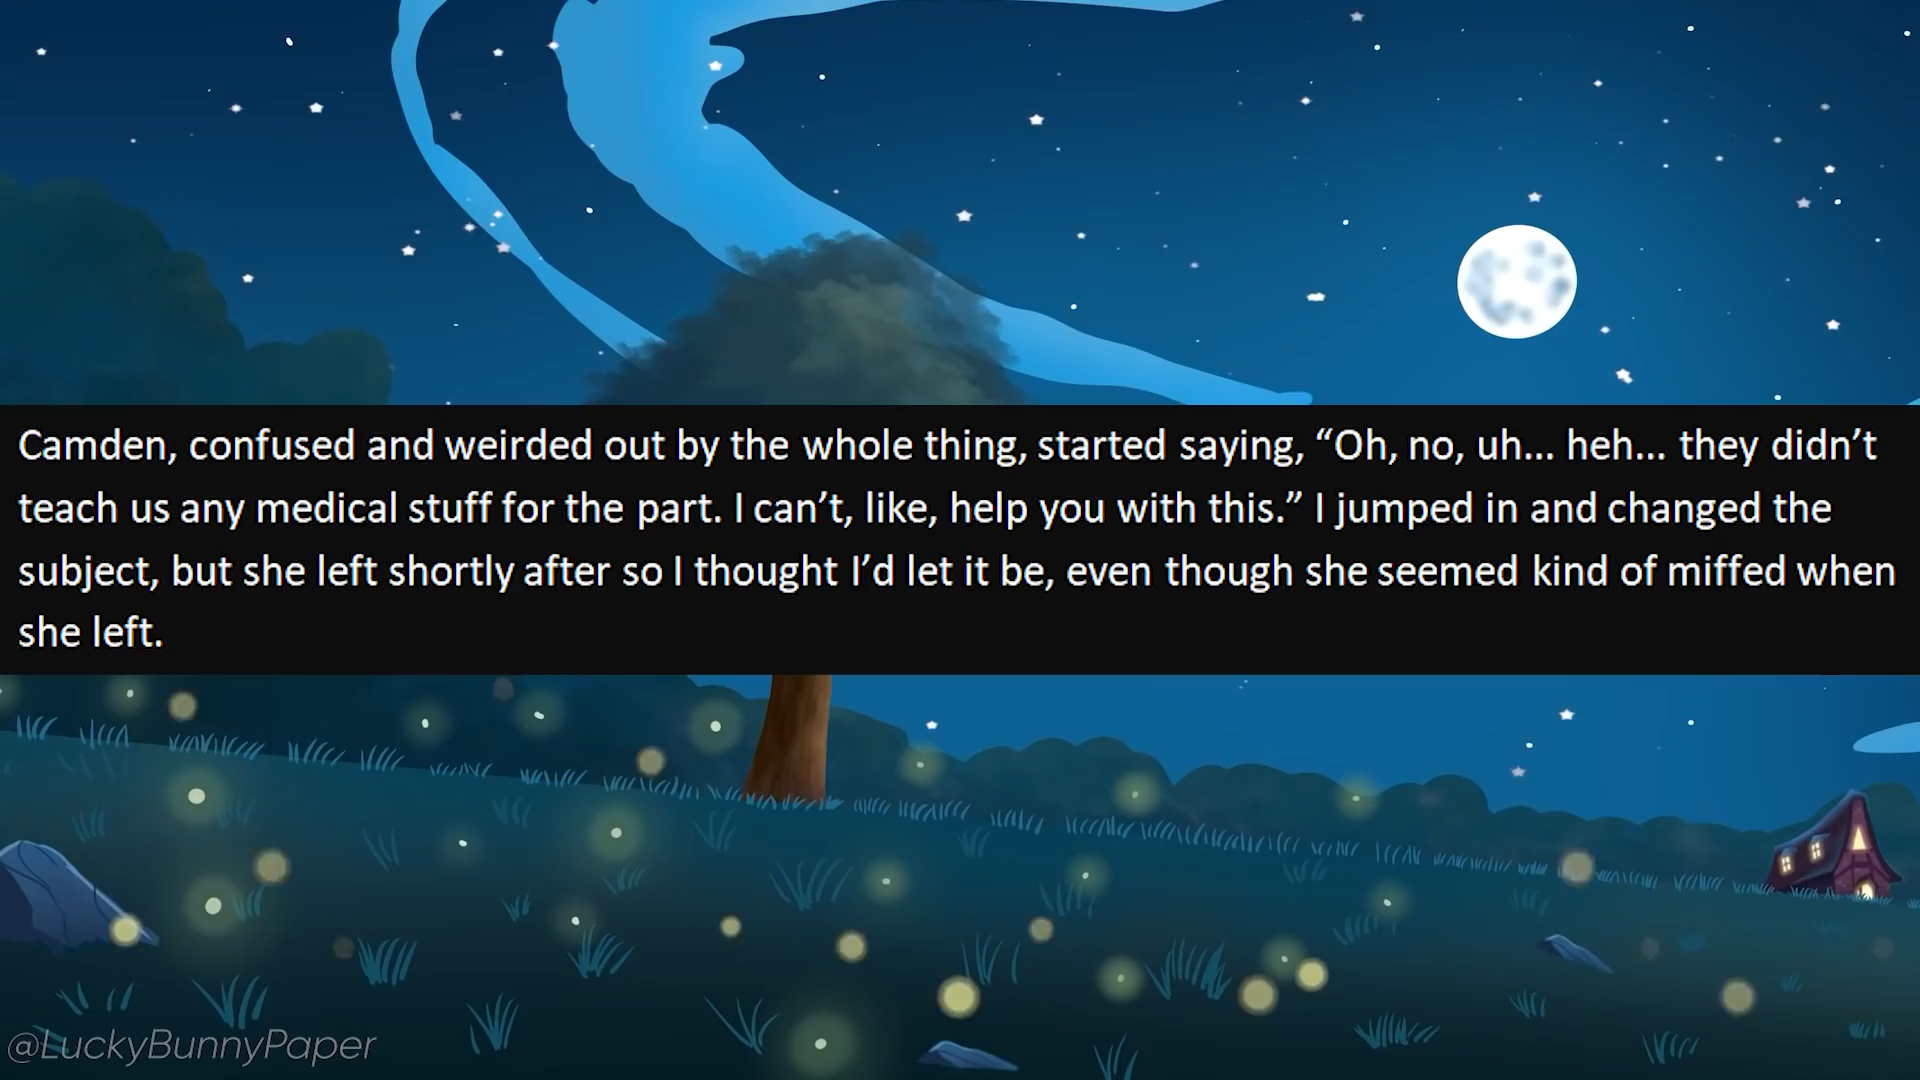 Camden, confused and weirded out by the whole thing, started saying, “Oh, no, uh... heh... they didn’t
teach us any medical stuff for the part. I can’t, like, help you with this.” I jumped in and changed the
subject, but she left shortly after so I thought I’d let it be, even though she seemed kind of miffed when
she left.
@LuckyBunnyPaper